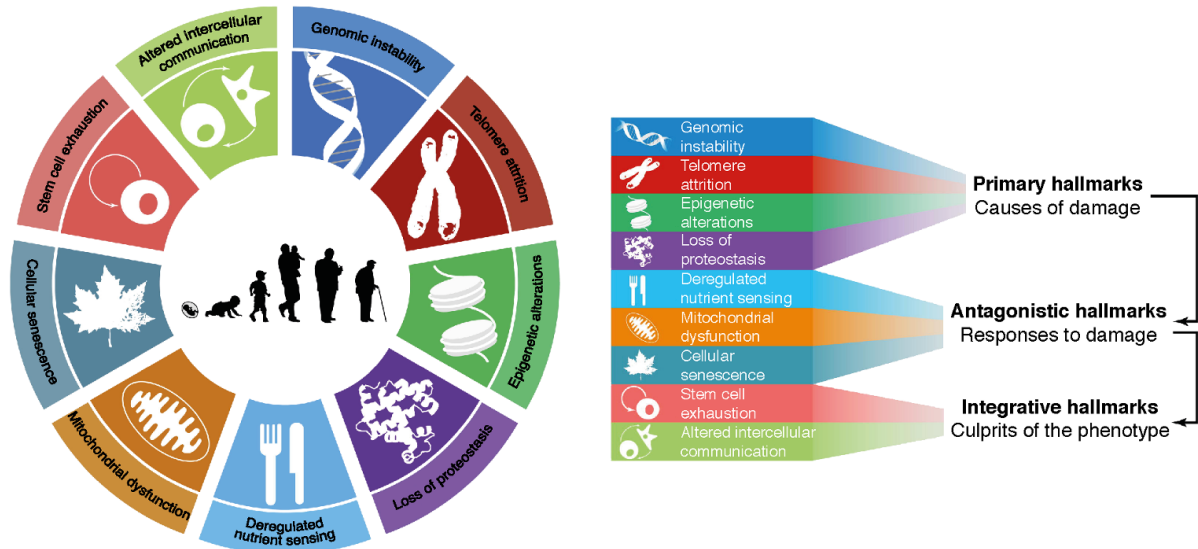 Altered intercellular
communication
Genomic instability
Telomere attrition
Epigenetic alterations
Loss of proteostasis
Deregulated
nutrient sensing
Mitochondrial dysfunction
Cellular senescence
Stem cell exhaustion
Genomic
instability
Telomere
attrition
Epigenetic
alterations
Loss of
proteostasis
Deregulated
nutrient sensing
Mitochondrial
dysfunction
Cellular
senescence
Stem cell
exhaustion
Altered intercellular
communication
Primary hallmarks
Causes of damage
Antagonistic hallmarks
Responses to damage
Integrative hallmarks
Culprits of the phenotype